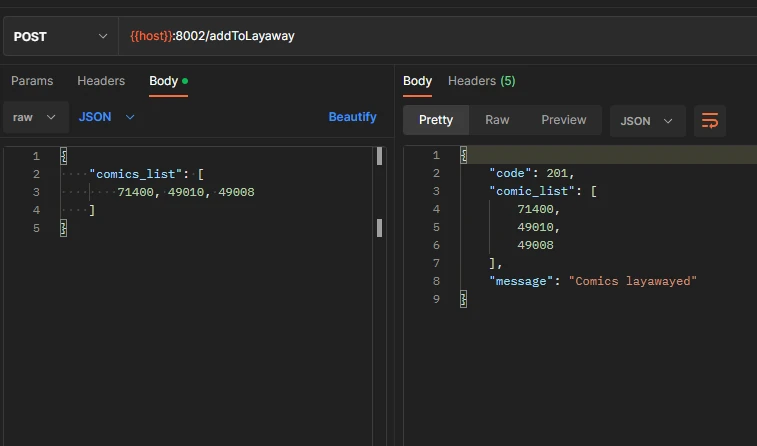 POST {{host}}:8002/addToLayaway
Params Headers Body
raw JSON Beautify
1 {
2 "comics_list": [
3 71400, 49010, 49008
4 ]
5 }
Body Headers (5)
Pretty Raw Preview JSON
1 {
2 "code": 201,
3 "comic_list": [
4 71400,
5 49010,
6 49008
7 ],
8 "message": "Comics layawayed"
9 }